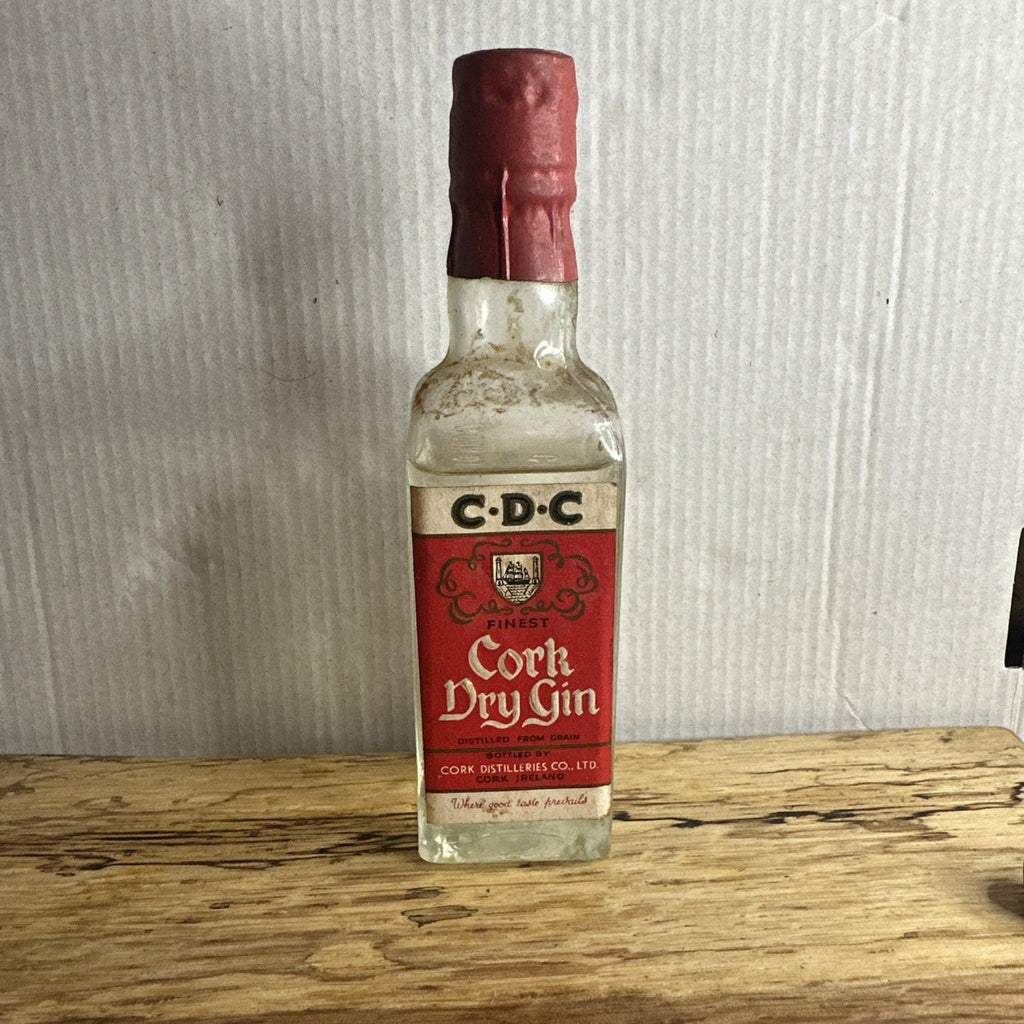 C·D·C
FINEST
Cork
Dry Gin
DISTILLED FROM GRAIN
BOTTLED BY
CORK DISTILLERIES CO., LTD.
CORK IRELAND
Where good taste prevails